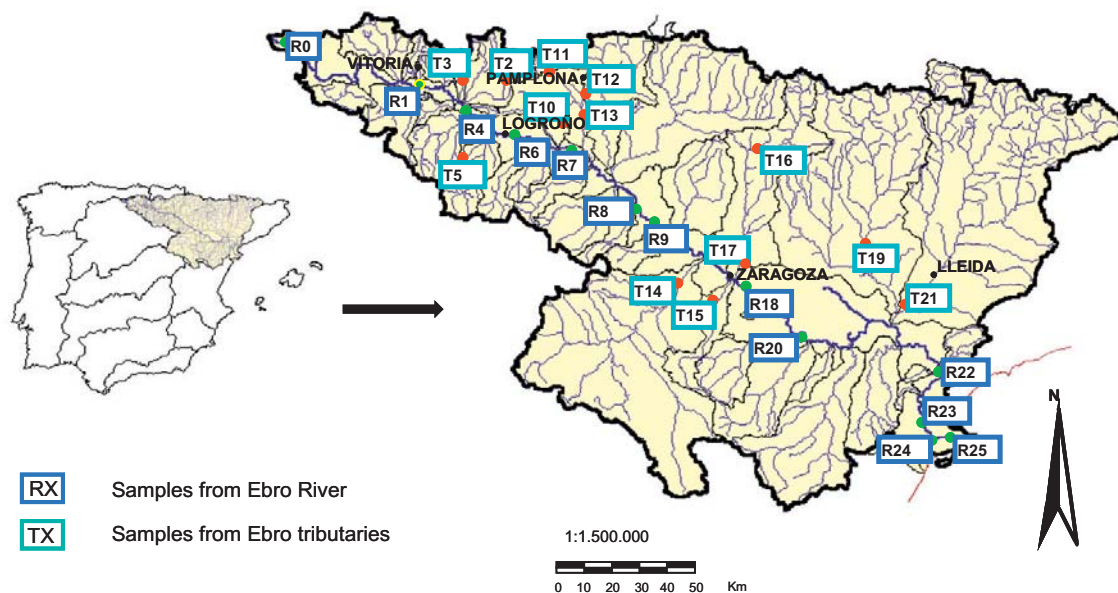 R0
VITORIA
T3
T2
T11
PAMPLONA
T12
R1
T10
T13
R4
LOGROÑO
R6
R7
T5
T16
R8
R9
T17
T19
ZARAGOZA
LLEIDA
T14
T15
R18
T21
R20
R22
R23
R24
R25
N
RX Samples from Ebro River
TX Samples from Ebro tributaries
1:1.500.000
0 10 20 30 40 50 Km